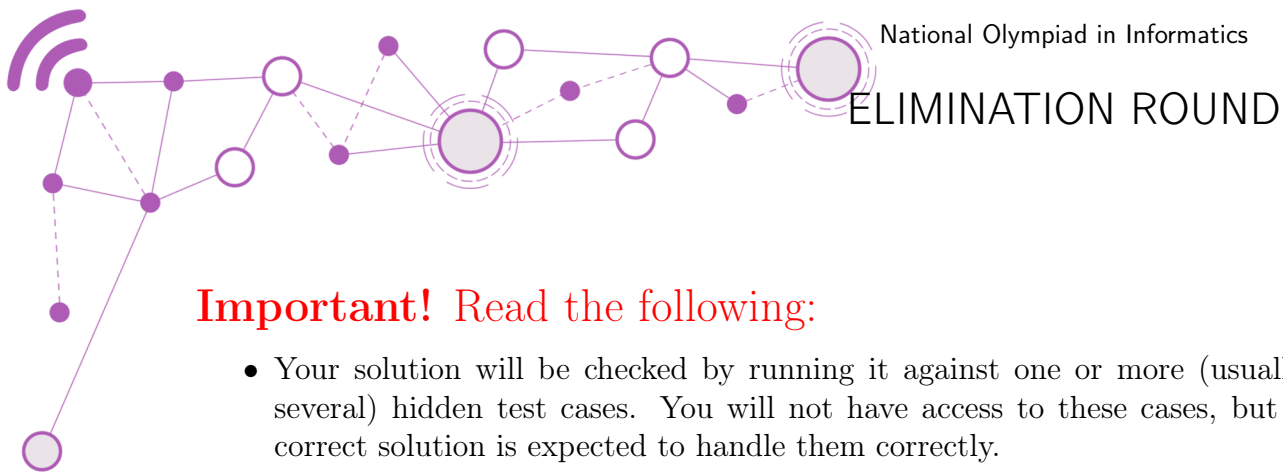 National Olympiad in Informatics
ELIMINATION ROUND
Important! Read the following:
• Your solution will be checked by running it against one or more (usuall
several) hidden test cases. You will not have access to these cases, but
correct solution is expected to handle them correctly.